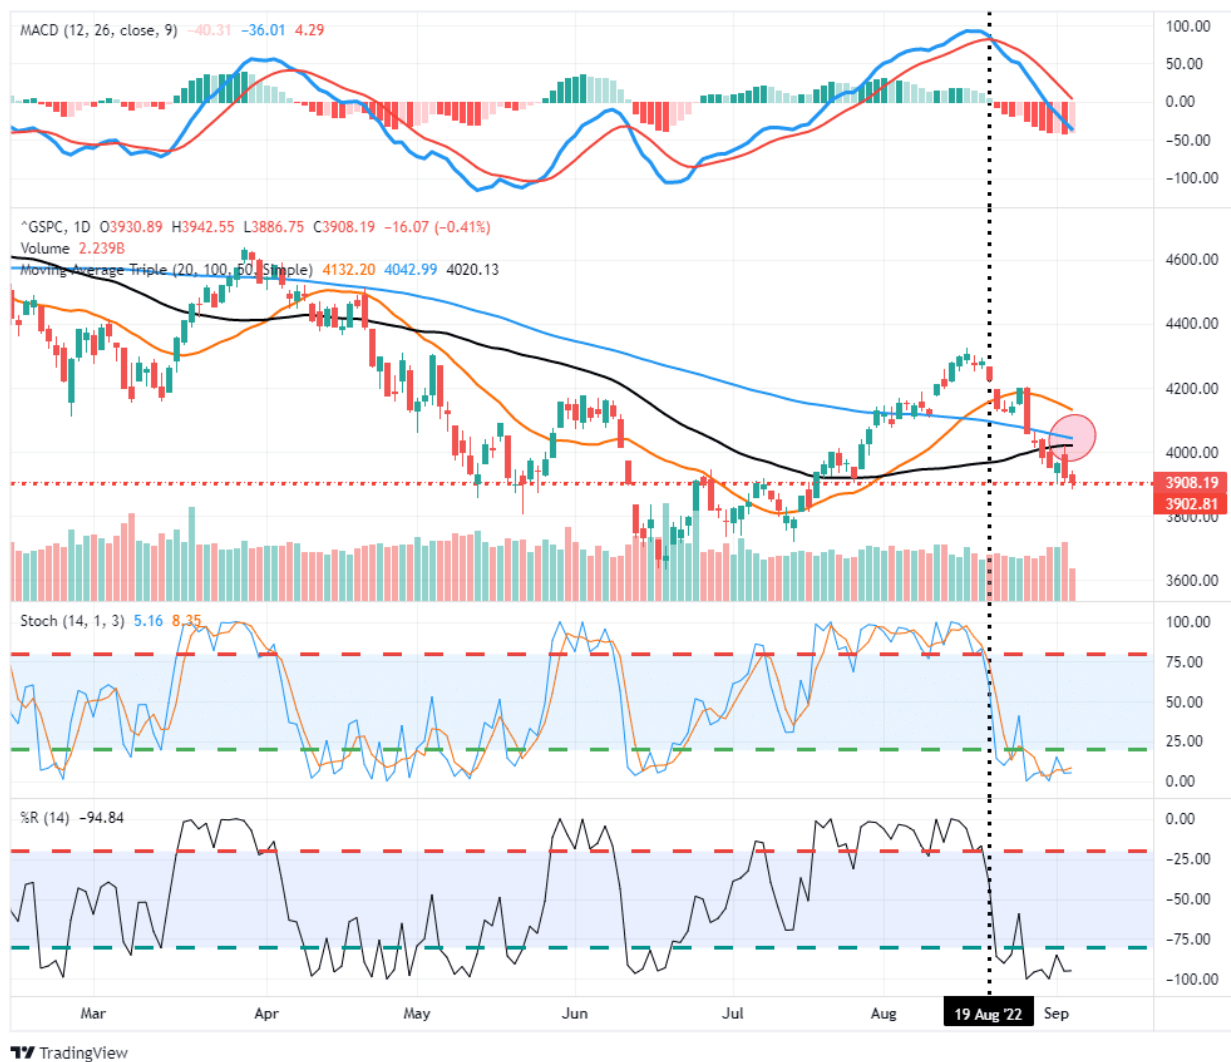 MACD (12, 26, close, 9) −40.31 −36.01 4.29
100.00
50.00
0.00
−50.00
−100.00
^GSPC, 1D O3930.89 H3942.55 L3886.75 C3908.19 −16.07 (−0.41%)
Volume 2.239B
Moving Average Triple (20, 100, 50, Simple) 4132.20 4042.99 4020.13
4600.00
4400.00
4200.00
4000.00
3908.19
3902.81
3800.00
3600.00
Stoch (14, 1, 3) 5.16 8.35
100.00
75.00
50.00
25.00
0.00
%R (14) −94.84
0.00
−25.00
−50.00
−75.00
−100.00
Mar Apr May Jun Jul Aug 19 Aug '22 Sep
TradingView